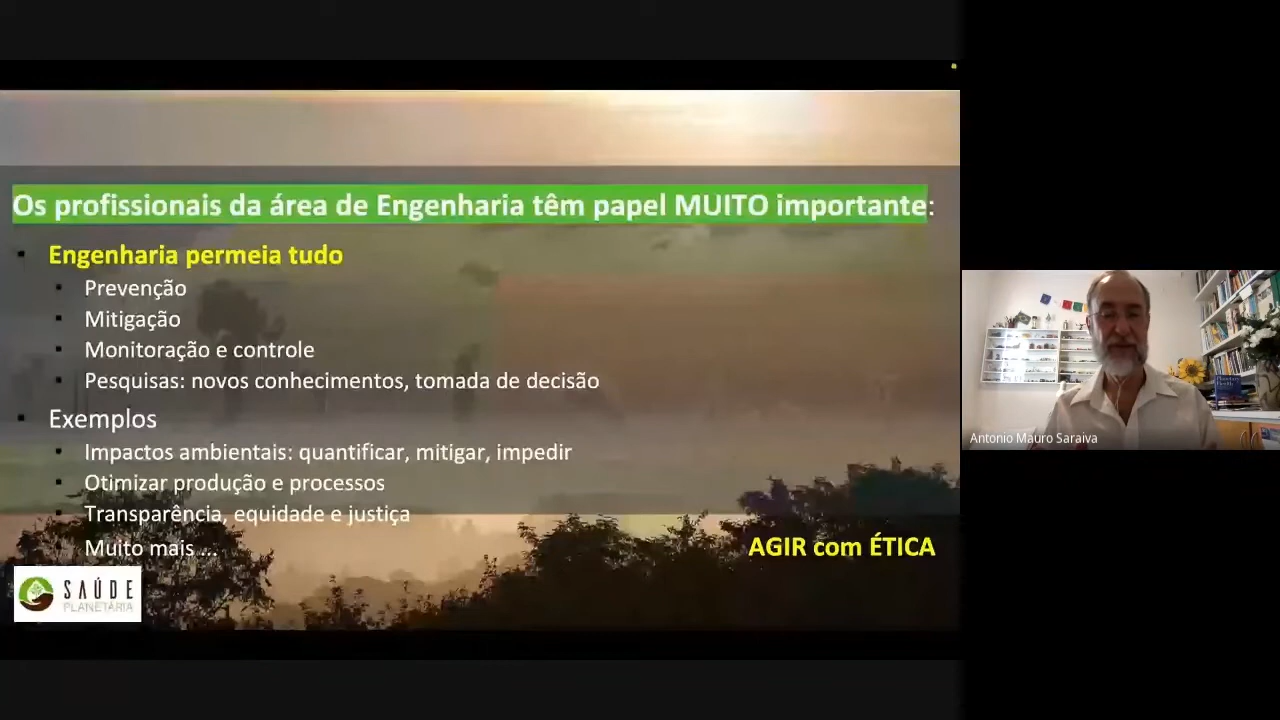 Os profissionais da área de Engenharia têm papel MUITO importante:
Engenharia permeia tudo
Prevenção
Mitigação
Monitoração e controle
Pesquisas: novos conhecimentos, tomada de decisão
Exemplos
Impactos ambientais: quantificar, mitigar, impedir
Otimizar produção e processos
Transparência, equidade e justiça
Muito mais ...
AGIR com ÉTICA
SAÚDE
PLANETÁRIA
Antonio Mauro Saraiva